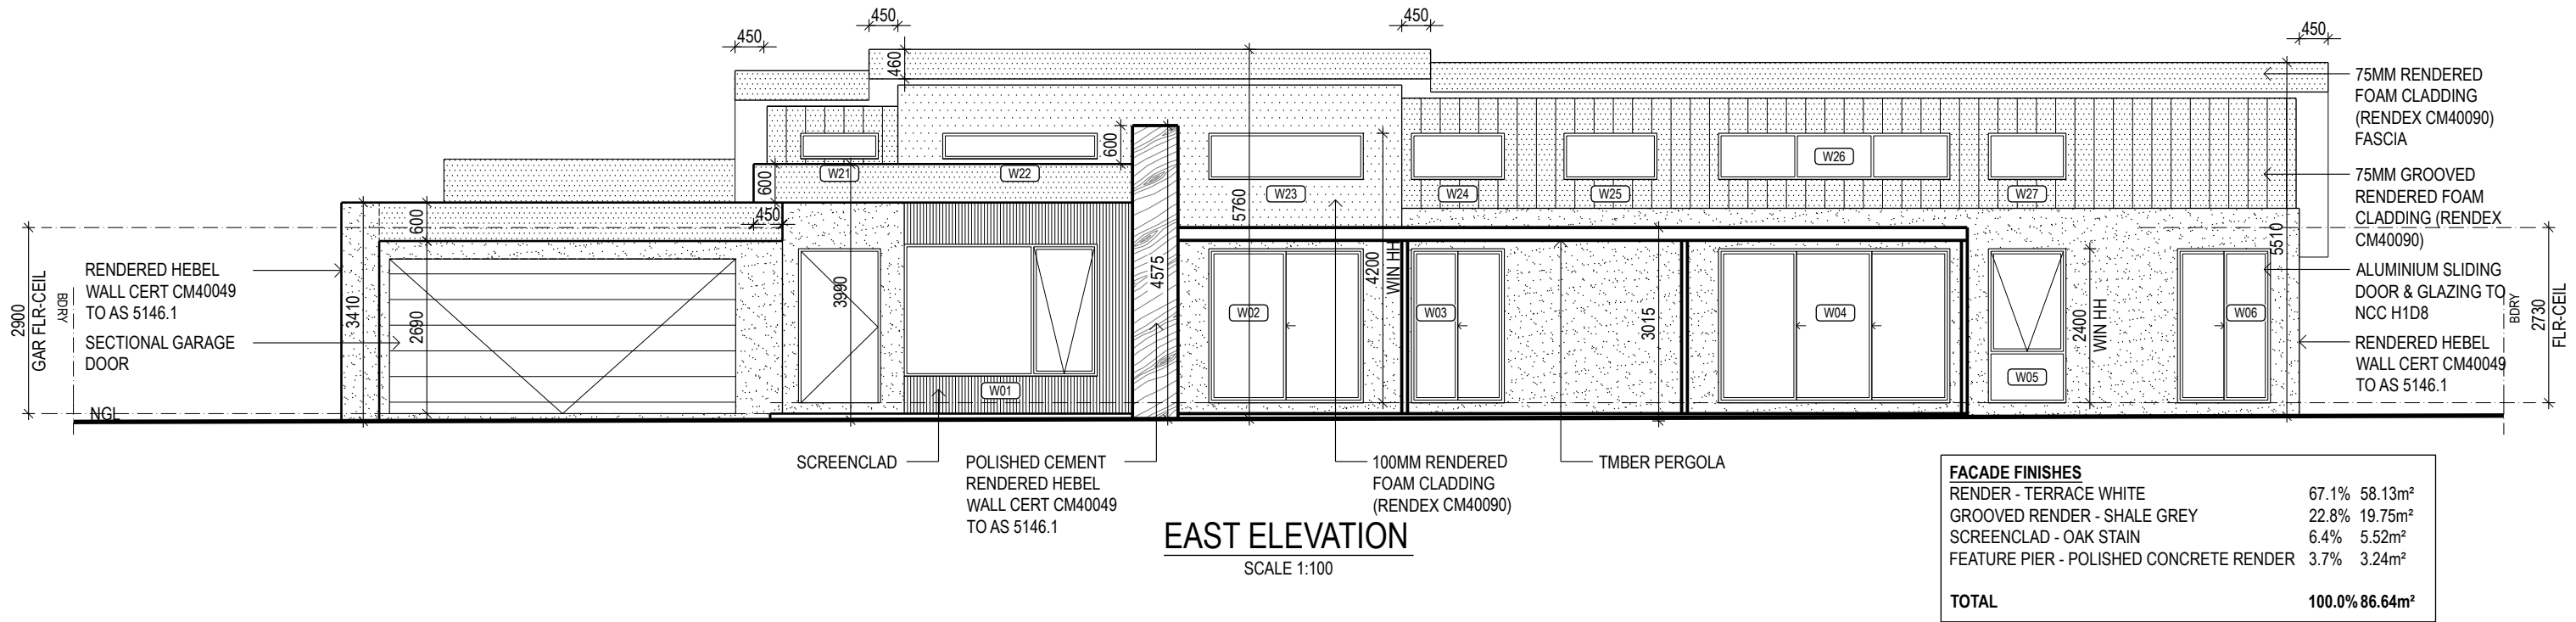 450
450
450
450
460
600
600
600
450
5760
4575
3990
3410
2690
4200
WIN HH
3015
2400
WIN HH
5510
2900
GAR FLR-CEIL
BDRY
NGL
BDRY
2730
FLR-CEIL
W21
W22
W23
W24
W25
W26
W27
W01
W02
W03
W04
W05
W06
RENDERED HEBEL
WALL CERT CM40049
TO AS 5146.1
SECTIONAL GARAGE
DOOR
75MM RENDERED
FOAM CLADDING
(RENDEX CM40090)
FASCIA
75MM GROOVED
RENDERED FOAM
CLADDING (RENDEX
CM40090)
ALUMINIUM SLIDING
DOOR & GLAZING TO
NCC H1D8
RENDERED HEBEL
WALL CERT CM40049
TO AS 5146.1
SCREENCLAD
POLISHED CEMENT
RENDERED HEBEL
WALL CERT CM40049
TO AS 5146.1
100MM RENDERED
FOAM CLADDING
(RENDEX CM40090)
TMBER PERGOLA
EAST ELEVATION
SCALE 1:100
FACADE FINISHES
RENDER - TERRACE WHITE 67.1% 58.13m²
GROOVED RENDER - SHALE GREY 22.8% 19.75m²
SCREENCLAD - OAK STAIN 6.4% 5.52m²
FEATURE PIER - POLISHED CONCRETE RENDER 3.7% 3.24m²
TOTAL 100.0% 86.64m²